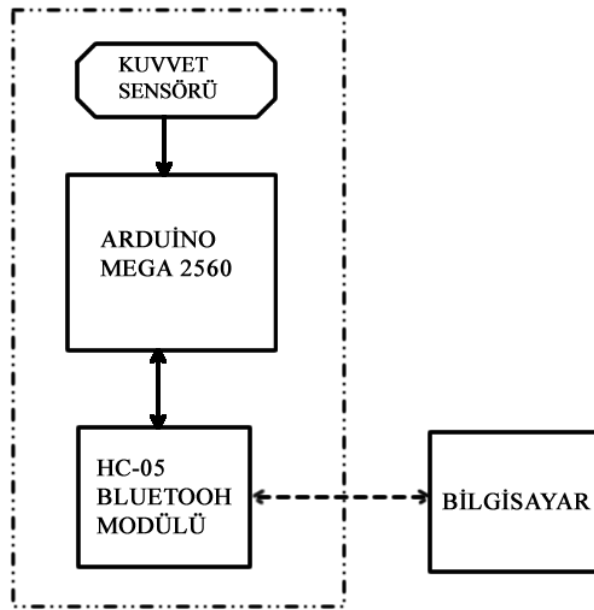 KUVVET
SENSÖRÜ
ARDUİNO
MEGA 2560
HC-05
BLUETOOH
MODÜLÜ
BİLGİSAYAR